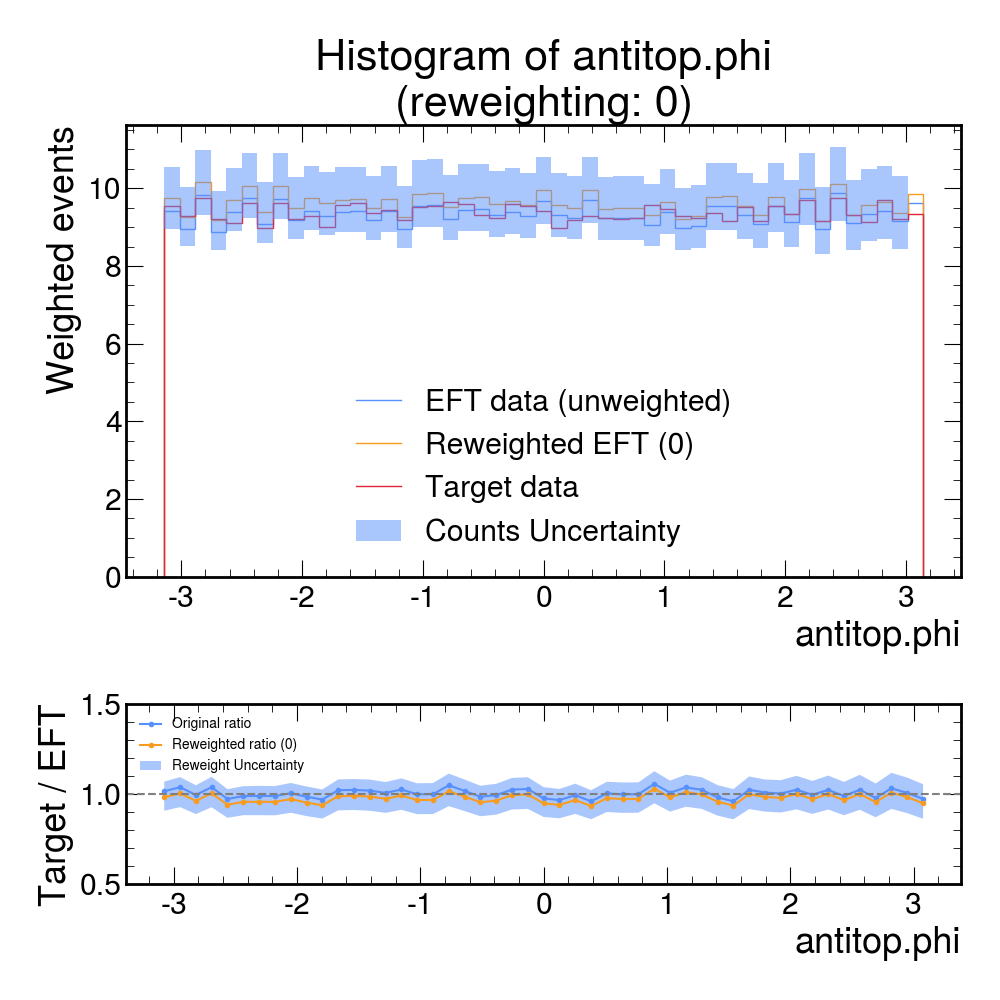 Histogram of antitop.phi
(reweighting: 0)
Weighted events
10
8
6
4
2
0
EFT data (unweighted)
Reweighted EFT (0)
Target data
Counts Uncertainty
-3 -2 -1 0 1 2 3
antitop.phi
Target / EFT
1.5
1.0
0.5
Original ratio
Reweighted ratio (0)
Reweight Uncertainty
-3 -2 -1 0 1 2 3
antitop.phi